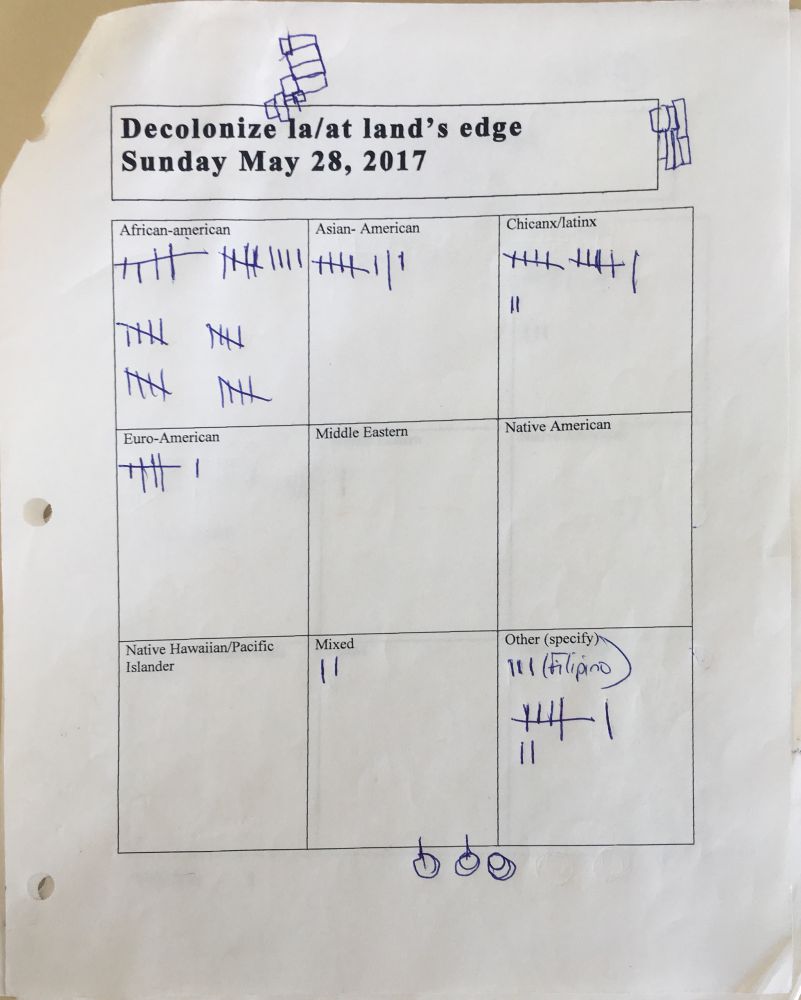 Decolonize la/at land's edge
Sunday May 28, 2017
African-american
Asian- American
Chicanx/latinx
Euro-American
Middle Eastern
Native American
Native Hawaiian/Pacific
Islander
Mixed
Other (specify)
III (Filipino)